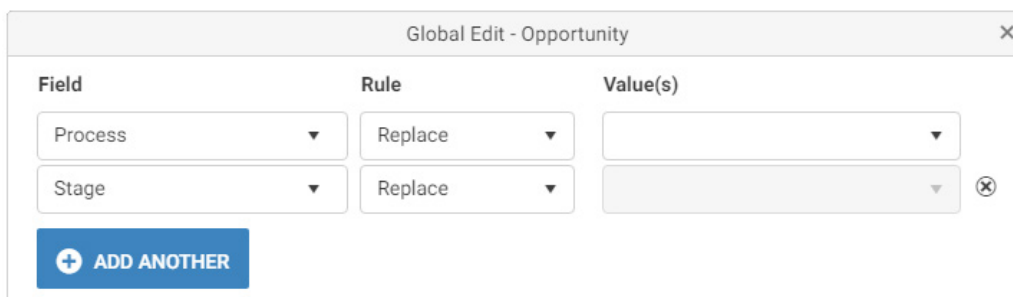 Global Edit - Opportunity
Field Rule Value(s)
Process Replace
Stage Replace
ADD ANOTHER